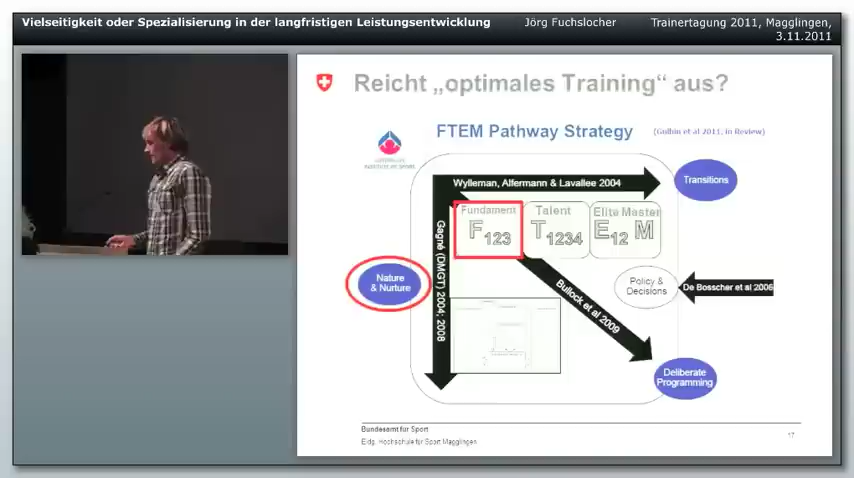 Vielseitigkeit oder Spezialisierung in der langfristigen Leistungsentwicklung
Jörg Fuchslocher
Trainertagung 2011, Magglingen,
3.11.2011
Reicht „optimales Training“ aus?
FTEM Pathway Strategy
(Gulbin et al 2011, in Review)
Wylleman, Alfermann & Lavallee 2004
Transitions
Fundament
F123
Talent
T1234
Elite Master
E12 M
Gagné (DMGT) 2004; 2008
Nature
& Nurture
Bullock et al 2009
Policy &
Decisions
De Bosscher et al 2006
Deliberate
Programming
Bundesamt für Sport
Eidg. Hochschule für Sport Magglingen
17